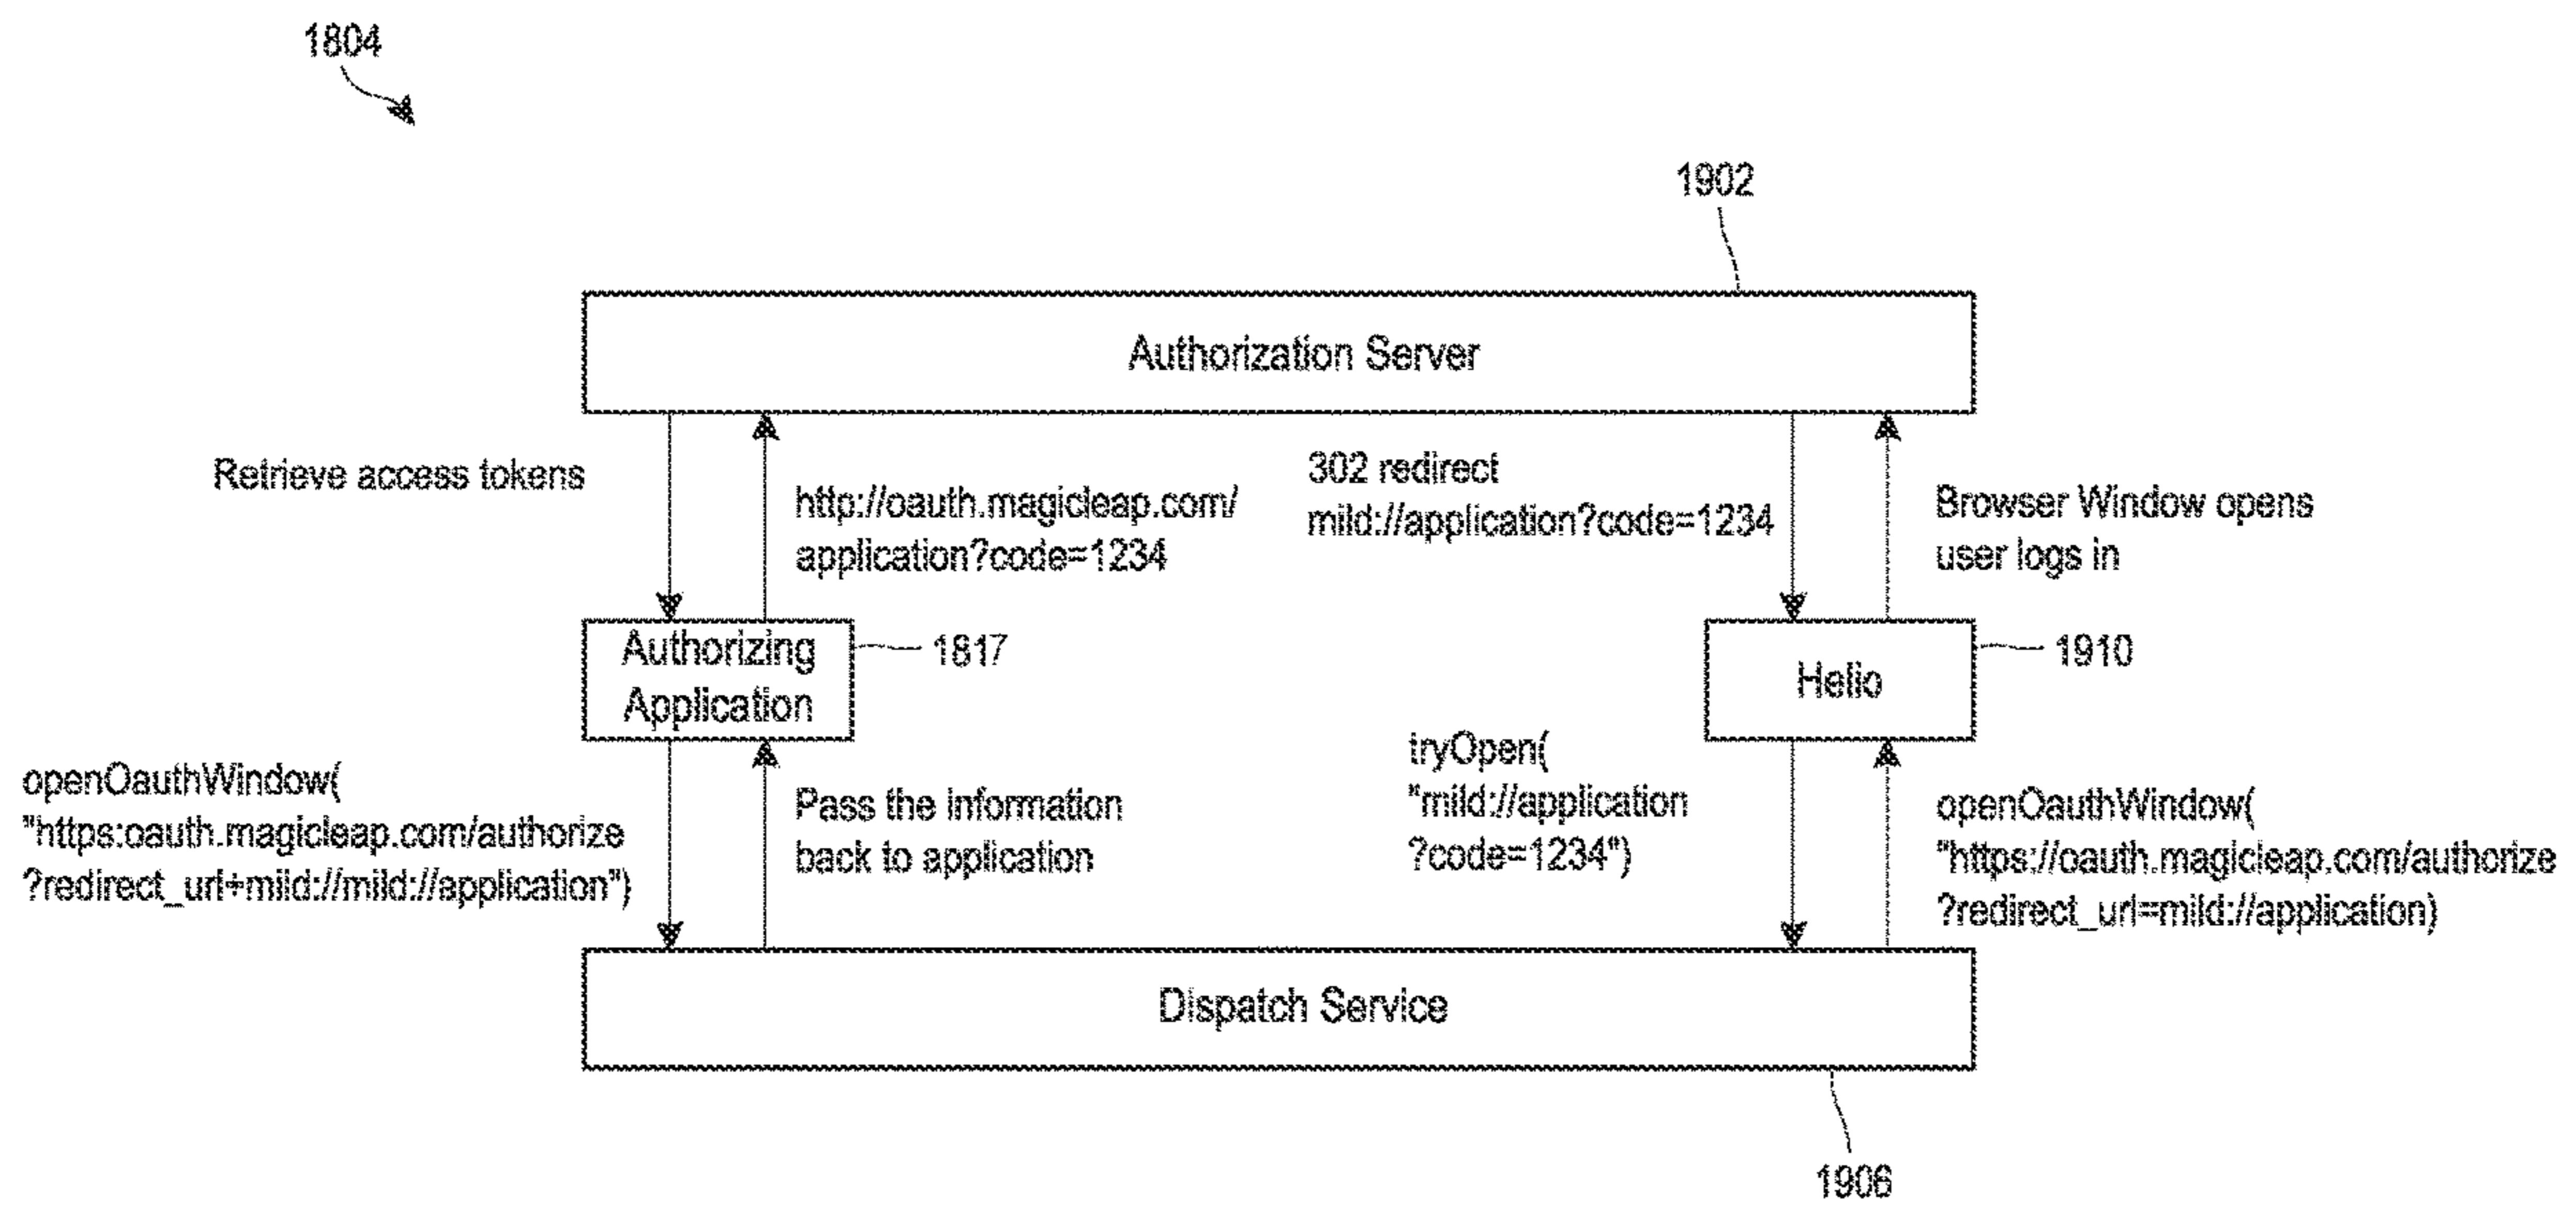 1804
1902
Authorization Server
Retrieve access tokens
http://oauth.magicleap.com/
application?code=1234
302 redirect
mild://application?code=1234
Browser Window opens
user logs in
Authorizing
Application
1817
Helio
1910
openOauthWindow(
"https:oauth.magicleap.com/authorize
?redirect_url+mild://mild://application")
Pass the information
back to application
tryOpen(
"mild://application
?code=1234")
openOauthWindow(
"https://oauth.magicleap.com/authorize
?redirect_url=mild://application)
Dispatch Service
1906